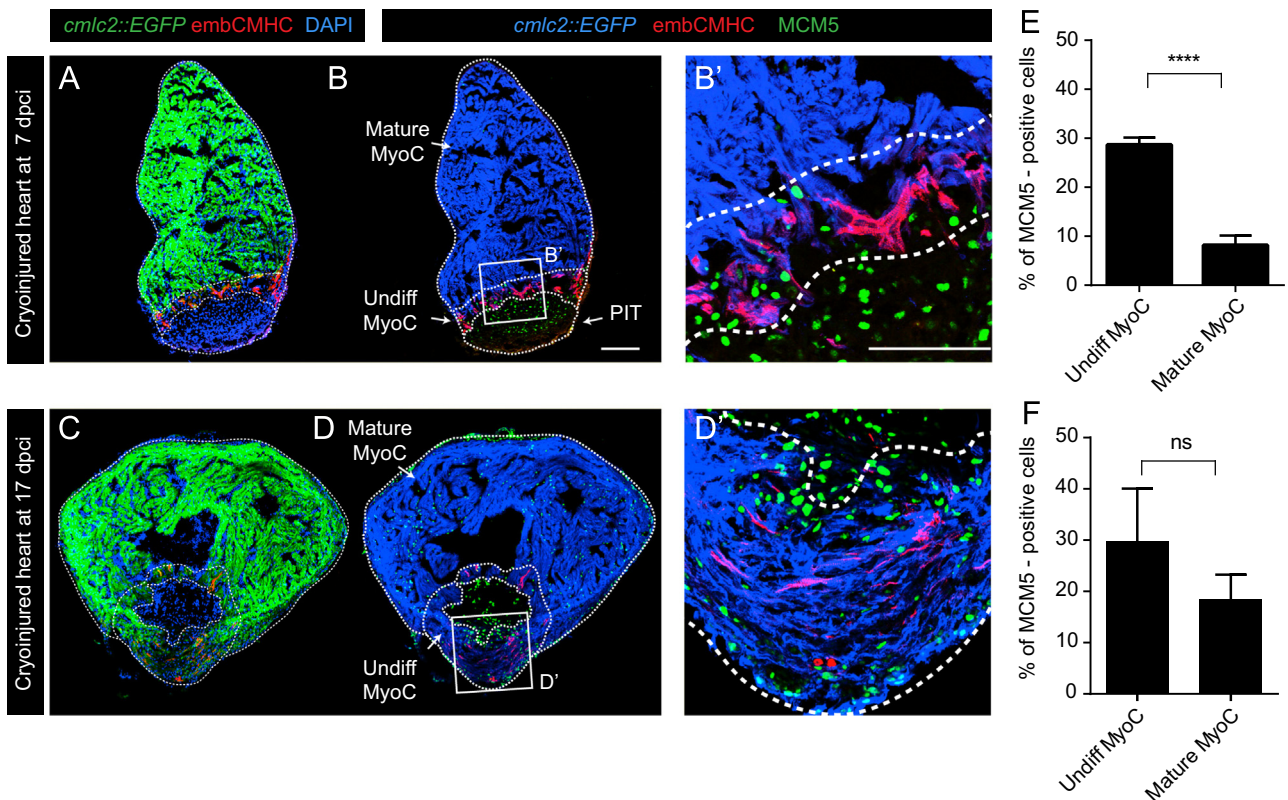 cmlc2::EGFP embCMHC DAPI
cmlc2::EGFP embCMHC MCM5
Cryoinjured heart at 7 dpci
A
B
Mature
MyoC
B'
Undiff
MyoC
PIT
B'
E
% of MCM5 - positive cells
50
40
30
20
10
0
****
Undiff MyoC
Mature MyoC
Cryoinjured heart at 17 dpci
C
D
Mature
MyoC
Undiff
MyoC
D'
D'
F
% of MCM5 - positive cells
50
40
30
20
10
0
ns
Undiff MyoC
Mature MyoC